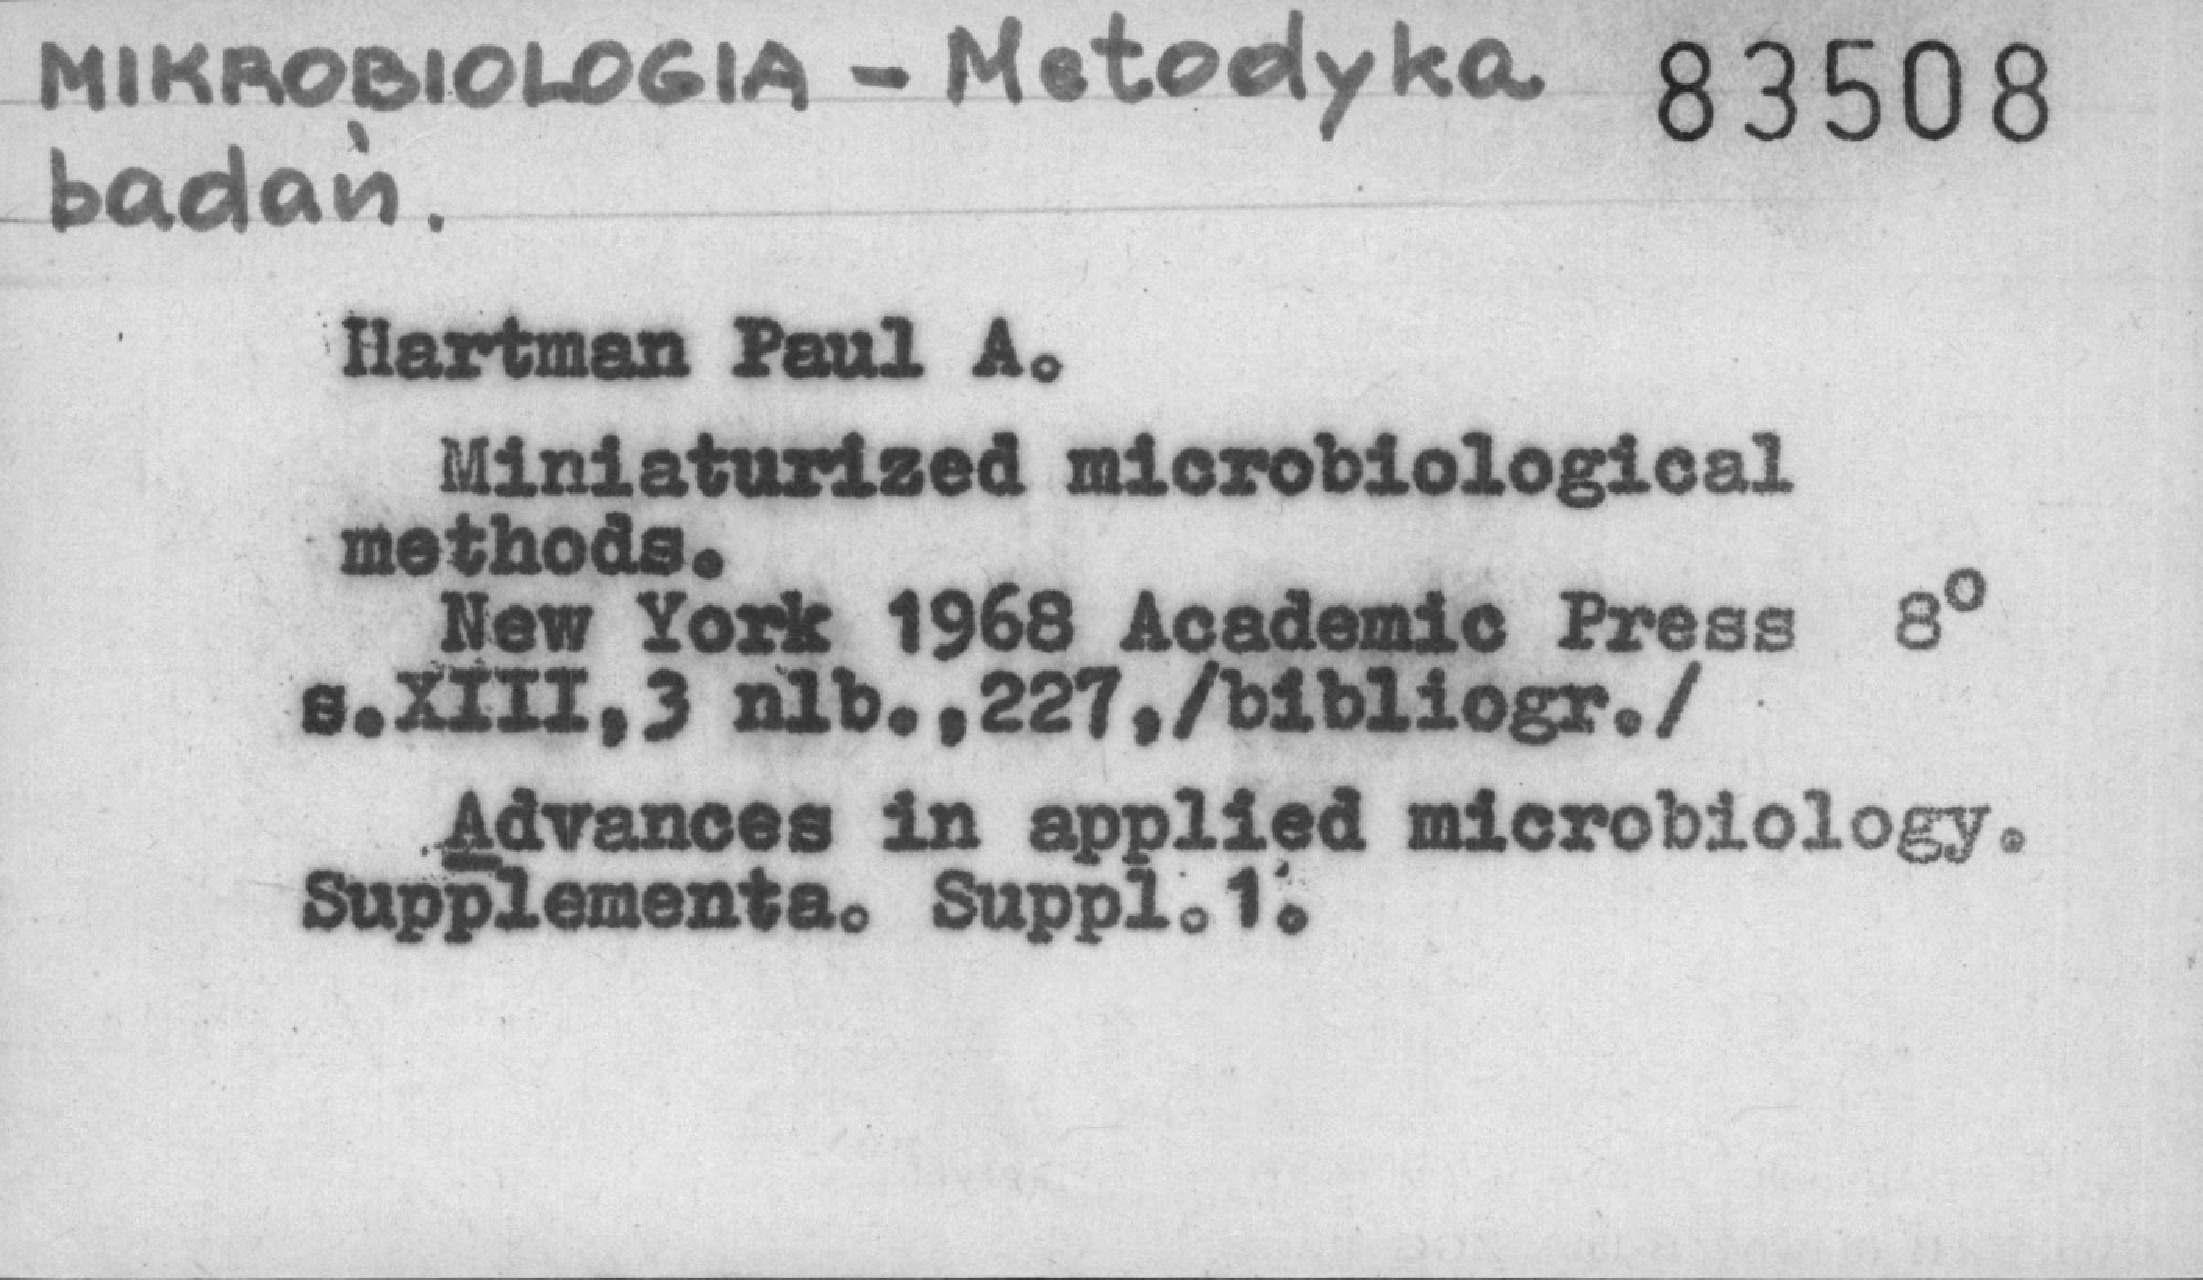 MIKROBIOLOGIA – Metodyka 83508
badań.
Hartman Paul A.
Miniaturized microbiological
methods.
New York 1968 Academic Press 8°
s.XIII,3 nlb.,227,/bibliogr./
Advances in applied microbiology.
Supplementa. Suppl.1.